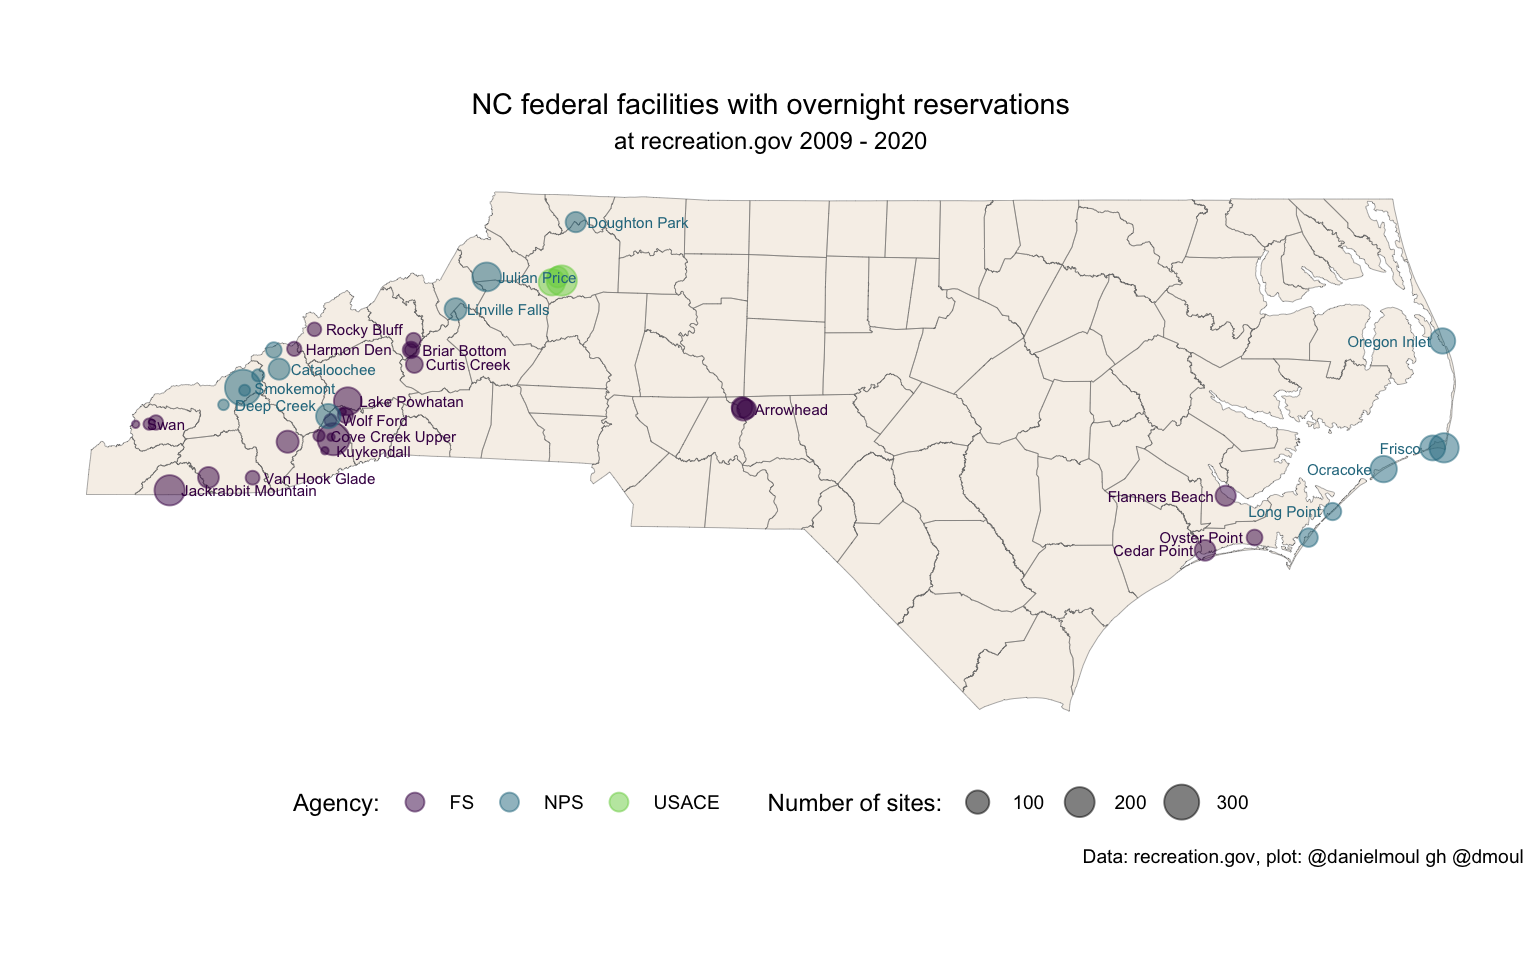 NC federal facilities with overnight reservations
at recreation.gov 2009 - 2020
Doughton Park
Julian Price
Linville Falls
Rocky Bluff
Oregon Inlet
Harmon Den
Briar Bottom
Curtis Creek
Cataloochee
Smokemont
Lake Powhatan
Deep Creek
Arrowhead
Wolf Ford
Swan
Cove Creek Upper
Kuykendall
Frisco
Ocracoke
Van Hook Glade
Jackrabbit Mountain
Flanners Beach
Long Point
Oyster Point
Cedar Point
Agency: FS NPS USACE Number of sites: 100 200 300
Data: recreation.gov, plot: @danielmoul gh @dmoul